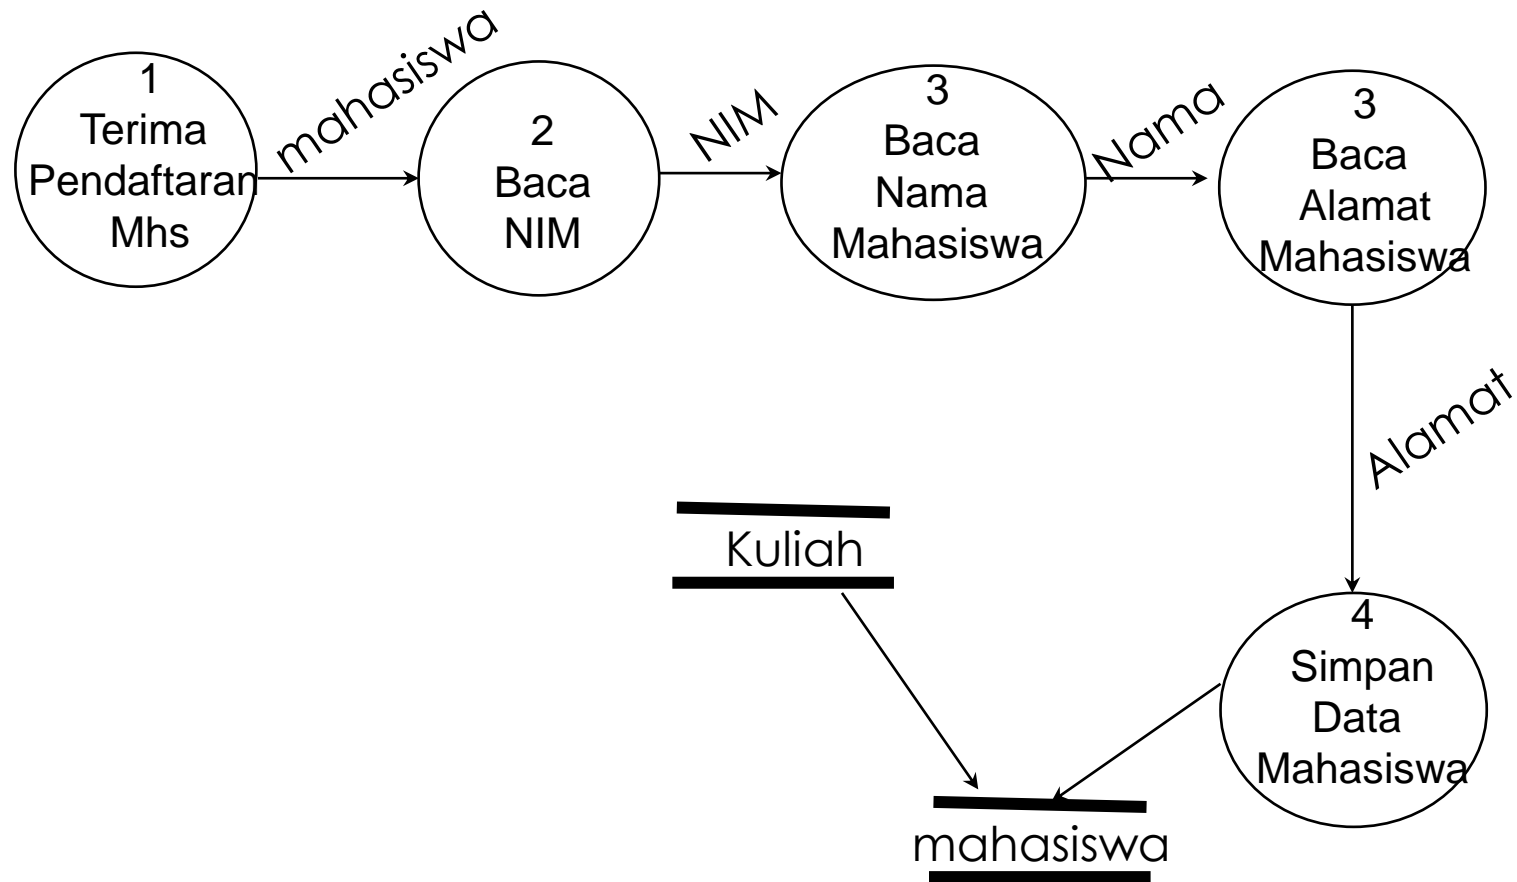 1
Terima
Pendaftaran
Mhs
mahasiswa
2
Baca
NIM
NIM
3
Baca
Nama
Mahasiswa
Nama
3
Baca
Alamat
Mahasiswa
Alamat
Kuliah
4
Simpan
Data
Mahasiswa
mahasiswa